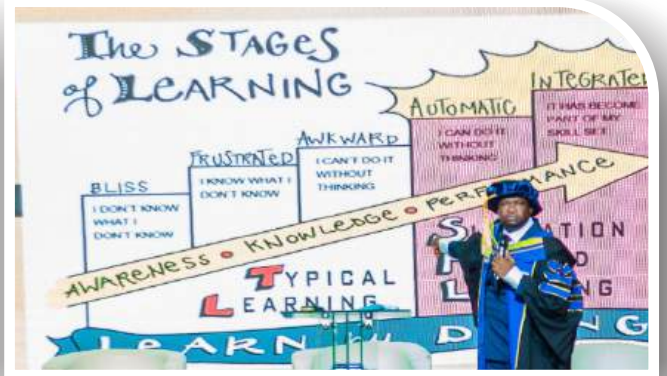 The STAGES
of LEARNING
BLISS
I DON'T KNOW
WHAT I
DON'T KNOW
FRUSTRATED
I KNOW WHAT I
DON'T KNOW
AWKWARD
I CAN'T DO IT
WITHOUT
THINKING
AUTOMATIC
I CAN DO IT
WITHOUT
THINKING
INTEGRATE
IT HAS BECOME
PART OF MY
SKILL SET
AWARENESS • KNOWLEDGE • PERFORMANCE
TYPICAL
LEARNING
LEARN